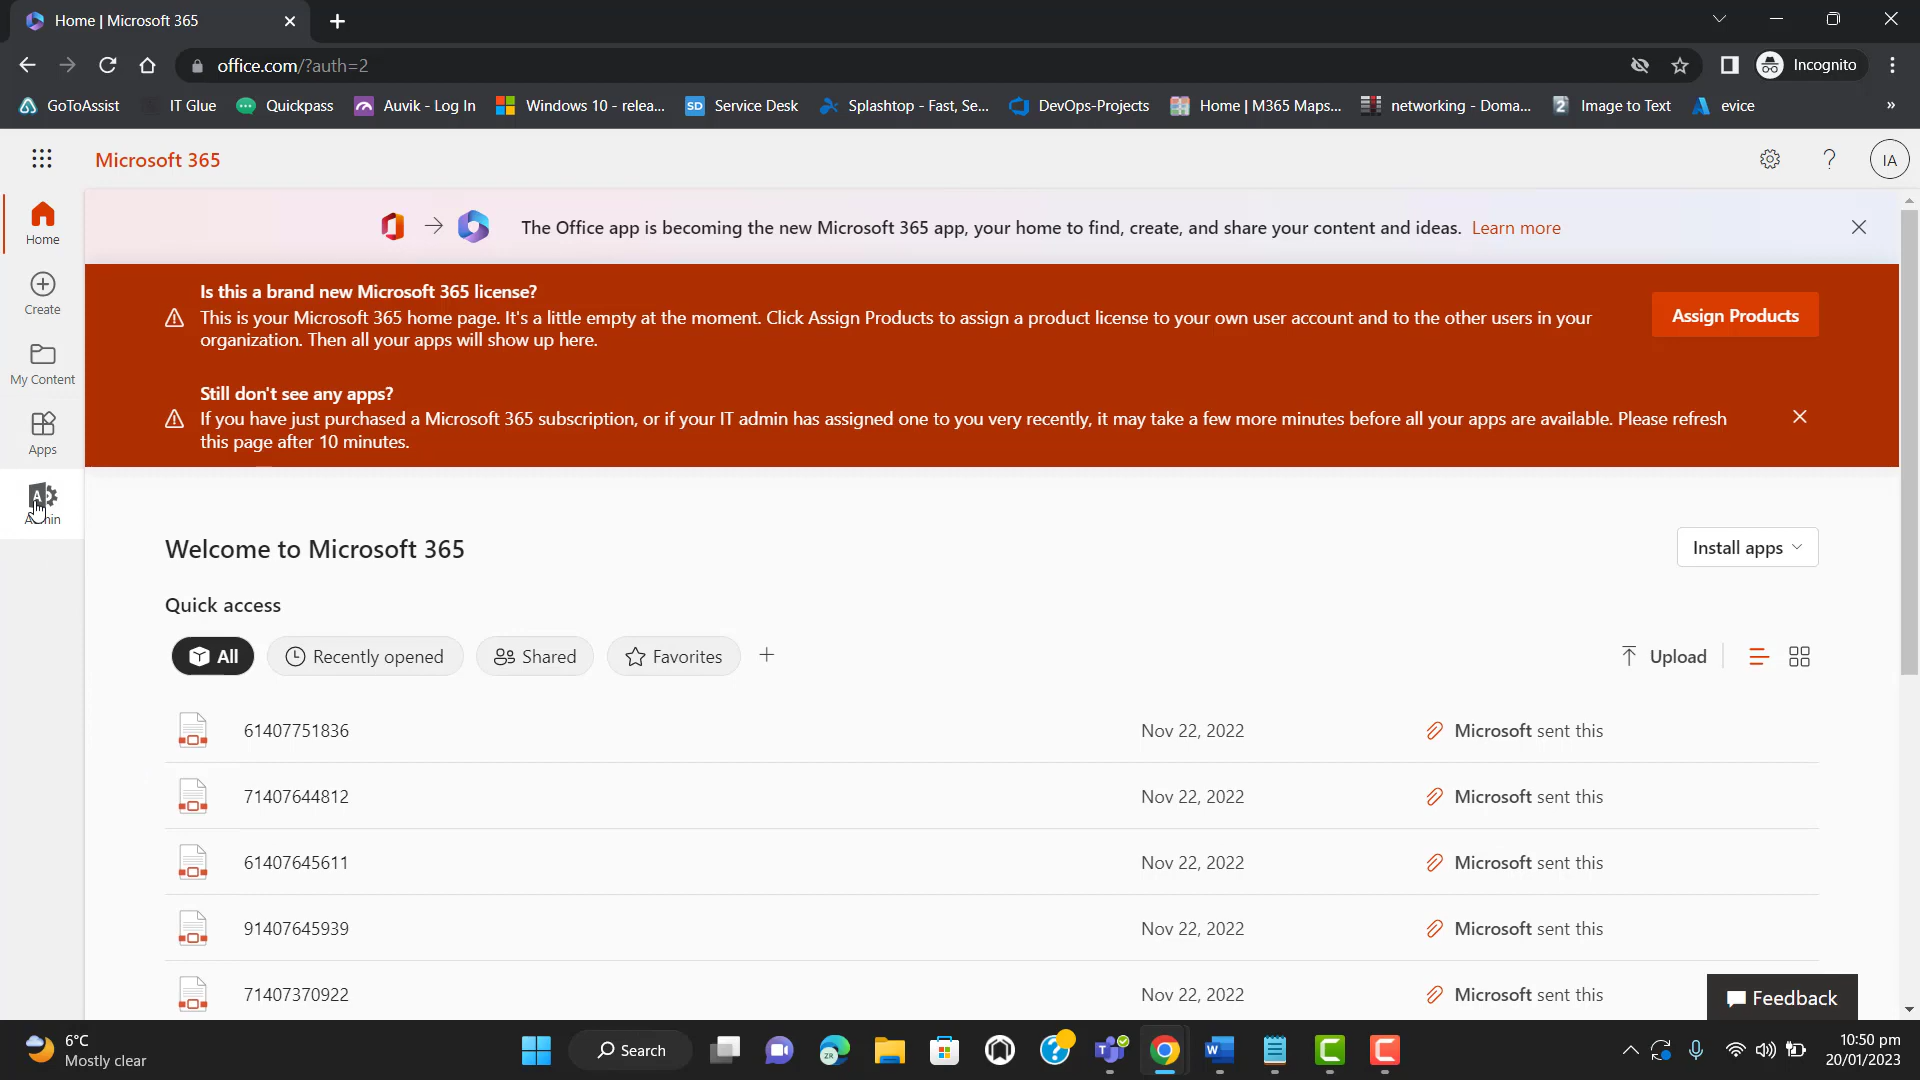 Home | Microsoft 365
office.com/?auth=2
Incognito
GoToAssist
IT Glue
Quickpass
Auvik - Log In
Windows 10 - relea...
SD
Service Desk
Splashtop - Fast, Se...
DevOps-Projects
Home | M365 Maps...
networking - Doma...
2
Image to Text
evice
»
Microsoft 365
?
IA
Home
Create
My Content
Apps
A
Admin
The Office app is becoming the new Microsoft 365 app, your home to find, create, and share your content and ideas. Learn more
Is this a brand new Microsoft 365 license?
This is your Microsoft 365 home page. It's a little empty at the moment. Click Assign Products to assign a product license to your own user account and to the other users in your
organization. Then all your apps will show up here.
Assign Products
Still don't see any apps?
If you have just purchased a Microsoft 365 subscription, or if your IT admin has assigned one to you very recently, it may take a few more minutes before all your apps are available. Please refresh
this page after 10 minutes.
Welcome to Microsoft 365
Install apps
Quick access
All
Recently opened
Shared
Favorites
Upload
61407751836
Nov 22, 2022
Microsoft sent this
71407644812
Nov 22, 2022
Microsoft sent this
61407645611
Nov 22, 2022
Microsoft sent this
91407645939
Nov 22, 2022
Microsoft sent this
71407370922
Nov 22, 2022
Microsoft sent this
Feedback
6°C
Mostly clear
Search
ZR
10:50 pm
20/01/2023